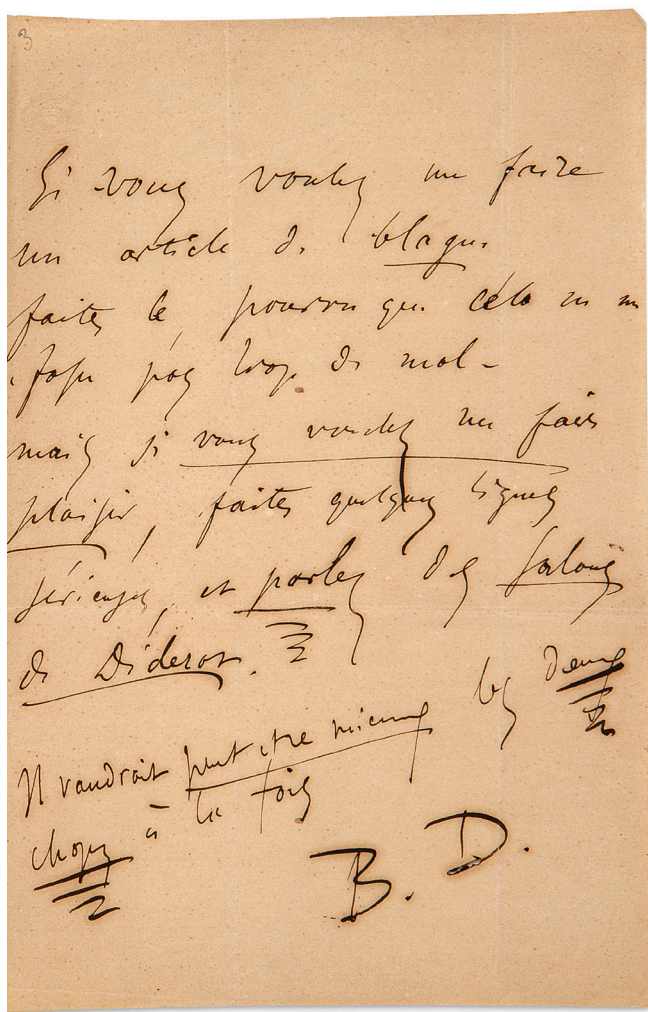 3
Si vous voulez me faire
un article de blague,
faites le, pourvu que cela ne me
fasse pas trop de mal -
mais si vous voulez me faire
plaisir, faites quelques lignes
sérieuses, et parlez des Salons
de Diderot.
Il vaudrait peut être mieux les deux
choses à la fois
B. D.